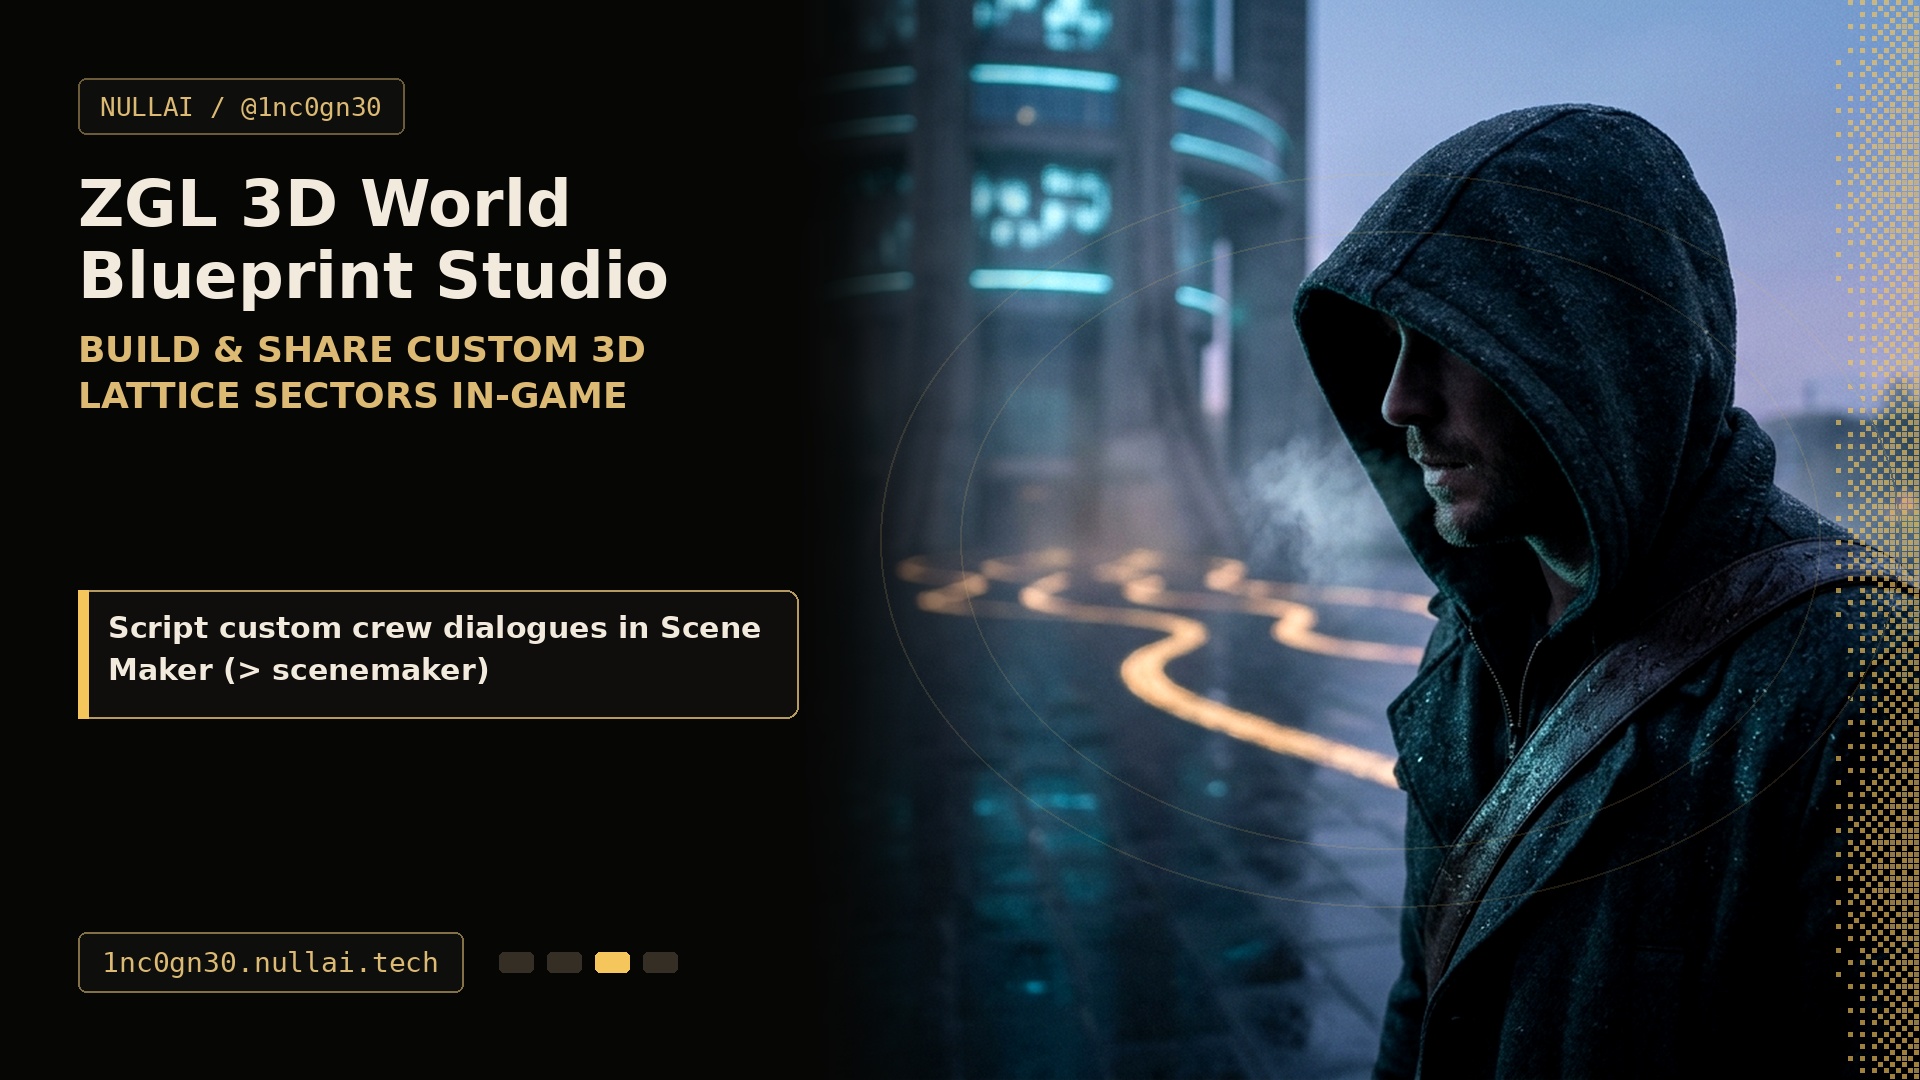 NULLAI / @1nc0gn30
ZGL 3D World
Blueprint Studio
BUILD & SHARE CUSTOM 3D
LATTICE SECTORS IN-GAME
Script custom crew dialogues in Scene
Maker (> scenemaker)
1nc0gn30.nullai.tech